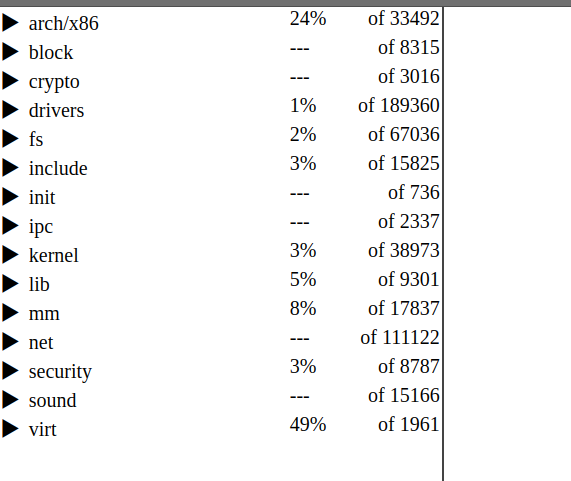 ▶ arch/x86 24% of 33492
▶ block --- of 8315
▶ crypto --- of 3016
▶ drivers 1% of 189360
▶ fs 2% of 67036
▶ include 3% of 15825
▶ init --- of 736
▶ ipc --- of 2337
▶ kernel 3% of 38973
▶ lib 5% of 9301
▶ mm 8% of 17837
▶ net --- of 111122
▶ security 3% of 8787
▶ sound --- of 15166
▶ virt 49% of 1961